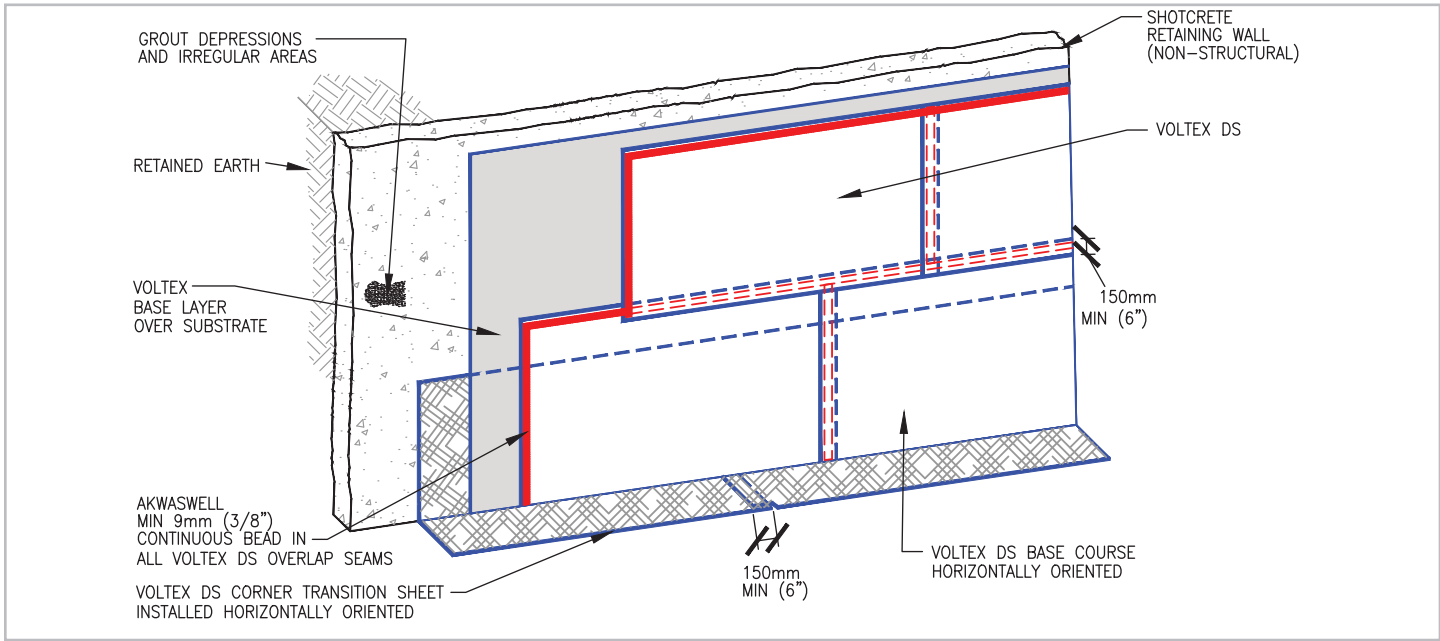 GROUT DEPRESSIONS
AND IRREGULAR AREAS
SHOTCRETE
RETAINING WALL
(NON-STRUCTURAL)
VOLTEX DS
RETAINED EARTH
VOLTEX
BASE LAYER
OVER SUBSTRATE
150mm
MIN (6")
AKWASWELL
MIN 9mm (3/8")
CONTINUOUS BEAD IN
ALL VOLTEX DS OVERLAP SEAMS
VOLTEX DS CORNER TRANSITION SHEET
INSTALLED HORIZONTALLY ORIENTED
150mm
MIN (6")
VOLTEX DS BASE COURSE
HORIZONTALLY ORIENTED